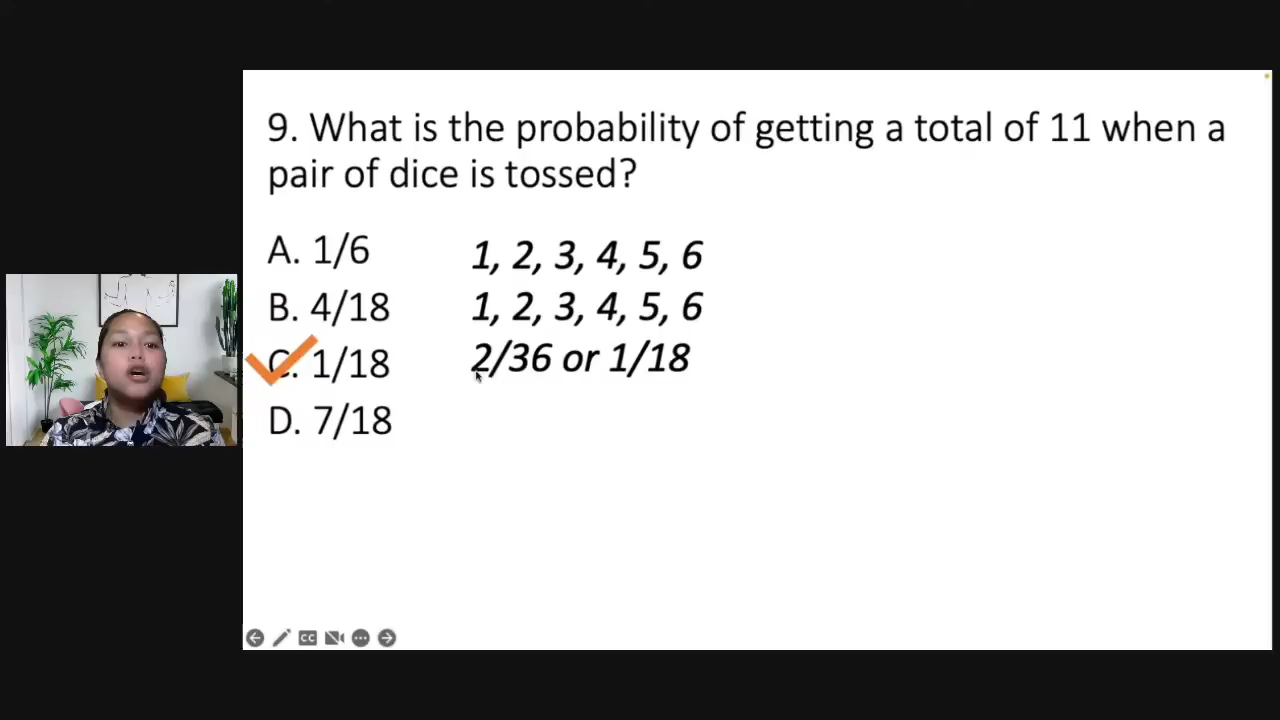 9. What is the probability of getting a total of 11 when a
pair of dice is tossed?
A. 1/6
B. 4/18
C. 1/18
D. 7/18
1, 2, 3, 4, 5, 6
1, 2, 3, 4, 5, 6
2/36 or 1/18
CC